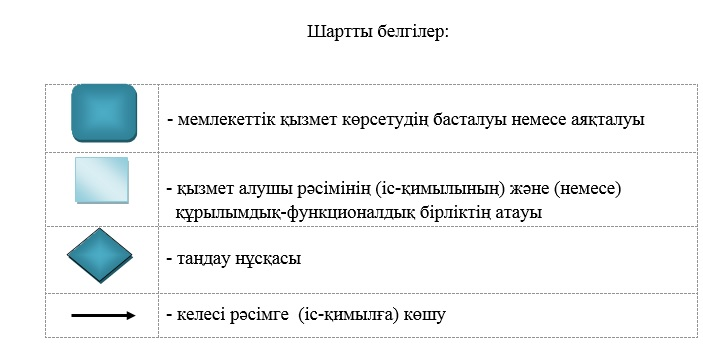 Шартты белгілер:
- мемлекеттік қызмет көрсетудің басталуы немесе аяқталуы
- қызмет алушы рәсімінің (іс-қимылының) және (немесе)
құрылымдық-функционалдық бірліктің атауы
- таңдау нұсқасы
- келесі рәсімге (іс-қимылға) көшу